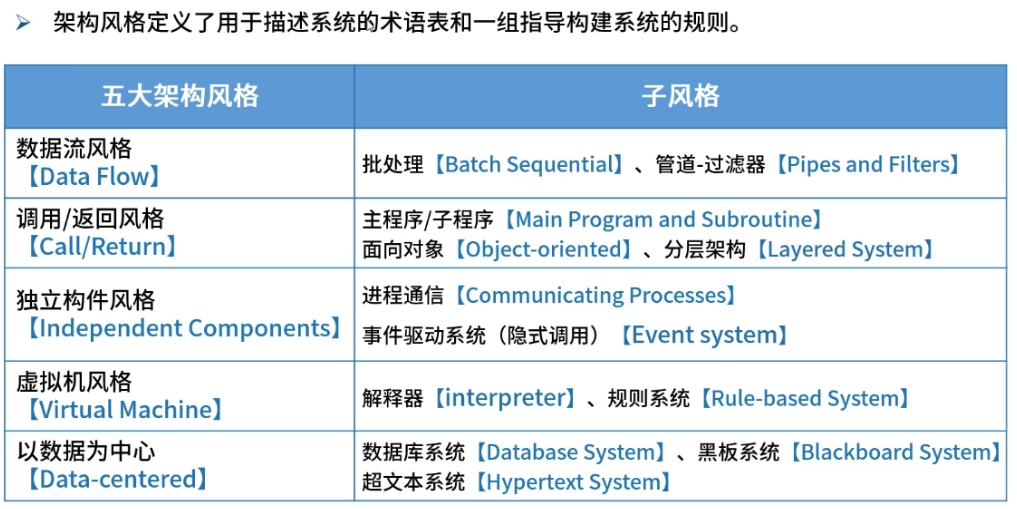 ➢ 架构风格定义了用于描述系统的术语表和一组指导构建系统的规则。
五大架构风格
子风格
数据流风格
【Data Flow】
批处理【Batch Sequential】、管道-过滤器【Pipes and Filters】
调用/返回风格
【Call/Return】
主程序/子程序【Main Program and Subroutine】
面向对象【Object-oriented】、分层架构【Layered System】
独立构件风格
【Independent Components】
进程通信【Communicating Processes】
事件驱动系统（隐式调用）【Event system】
虚拟机风格
【Virtual Machine】
解释器【interpreter】、规则系统【Rule-based System】
以数据为中心
【Data-centered】
数据库系统【Database System】、黑板系统【Blackboard System】
超文本系统【Hypertext System】